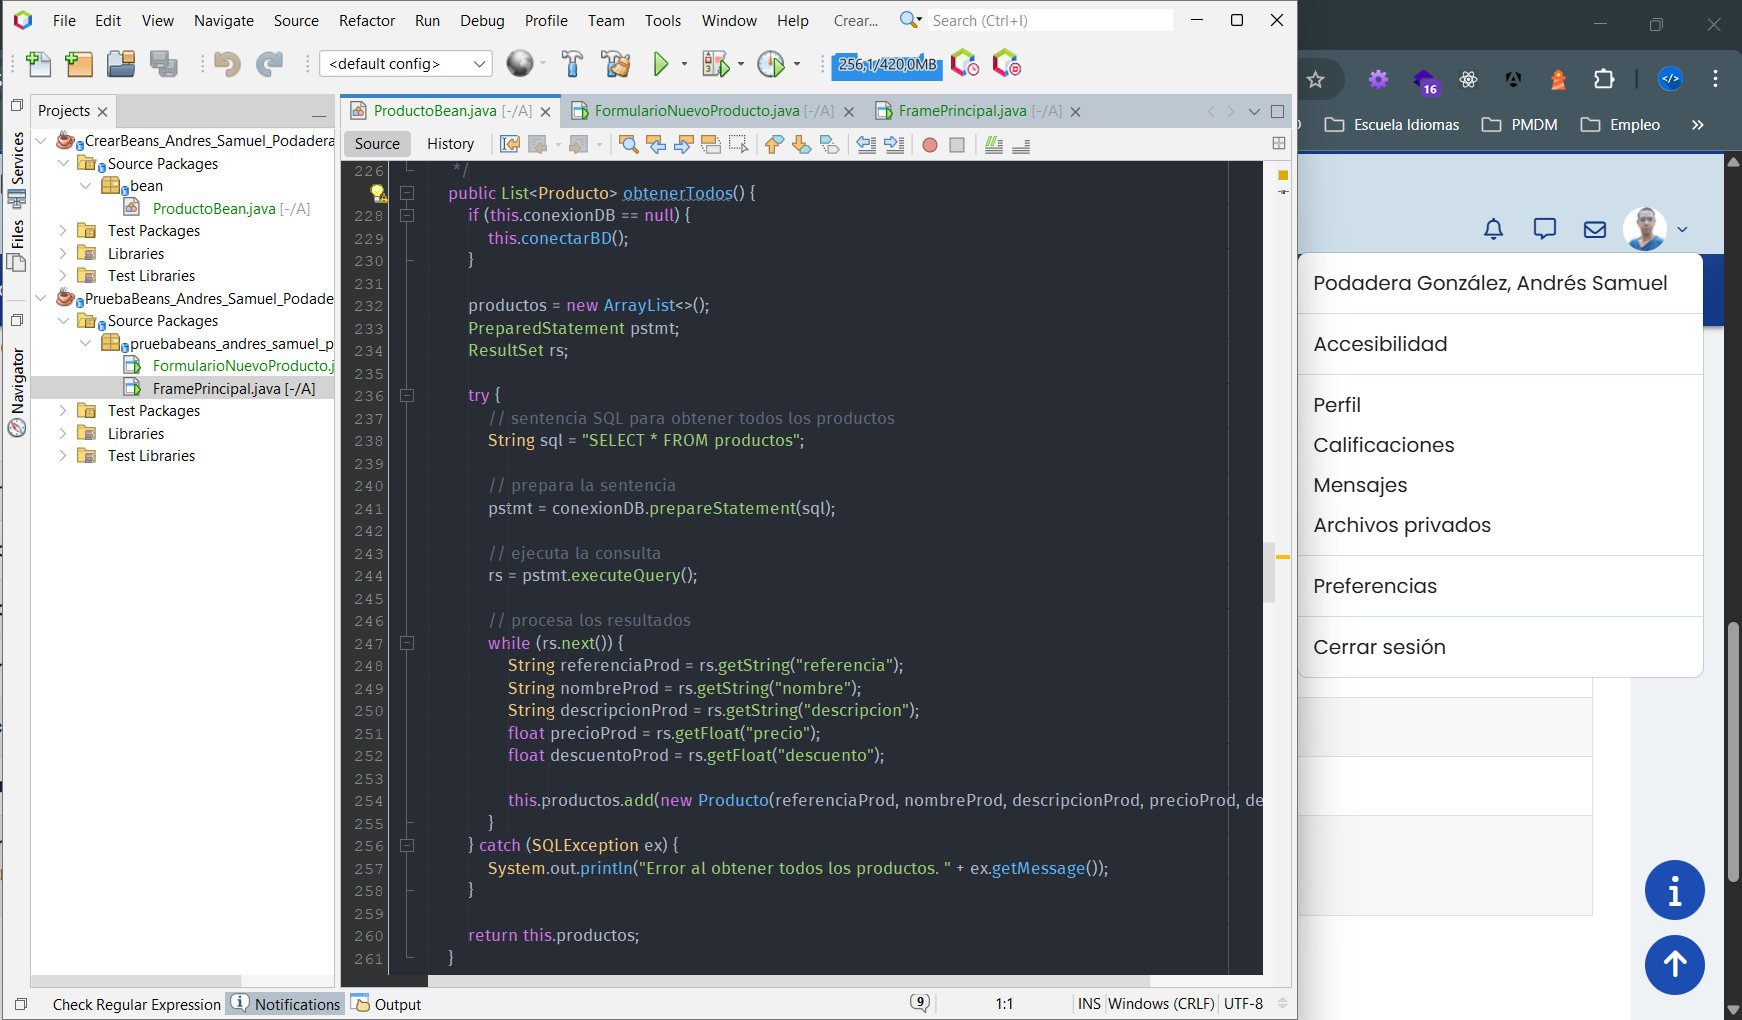 File Edit View Navigate Source Refactor Run Debug Profile Team Tools Window Help Crear... Search (Ctrl+I)
<default config> 256,1/420,0MB
16
Projects
ProductoBean.java [-/A] FormularioNuevoProducto.java [-/A] FramePrincipal.java [-/A]
Source History
Services
Files
Navigator
CrearBeans_Andres_Samuel_Podadera
Source Packages
bean
ProductoBean.java [-/A]
Test Packages
Libraries
Test Libraries
PruebaBeans_Andres_Samuel_Podade
Source Packages
pruebabeans_andres_samuel_p
FormularioNuevoProducto.j
FramePrincipal.java [-/A]
Test Packages
Libraries
Test Libraries
226 */
public List<Producto> obtenerTodos() {
228 if (this.conexionDB == null) {
229 this.conectarBD();
230 }
231
232 productos = new ArrayList<>();
233 PreparedStatement pstmt;
234 ResultSet rs;
235
236 try {
237 // sentencia SQL para obtener todos los productos
238 String sql = "SELECT * FROM productos";
239
240 // prepara la sentencia
241 pstmt = conexionDB.prepareStatement(sql);
242
243 // ejecuta la consulta
244 rs = pstmt.executeQuery();
245
246 // procesa los resultados
247 while (rs.next()) {
248 String referenciaProd = rs.getString("referencia");
249 String nombreProd = rs.getString("nombre");
250 String descripcionProd = rs.getString("descripcion");
251 float precioProd = rs.getFloat("precio");
252 float descuentoProd = rs.getFloat("descuento");
253
254 this.productos.add(new Producto(referenciaProd, nombreProd, descripcionProd, precioProd, de
255 }
256 } catch (SQLException ex) {
257 System.out.println("Error al obtener todos los productos. " + ex.getMessage());
258 }
259
260 return this.productos;
261 }
Check Regular Expression Notifications Output 9 1:1 INS Windows (CRLF) UTF-8
Escuela Idiomas PMDM Empleo »
Podadera González, Andrés Samuel
Accesibilidad
Perfil
Calificaciones
Mensajes
Archivos privados
Preferencias
Cerrar sesión